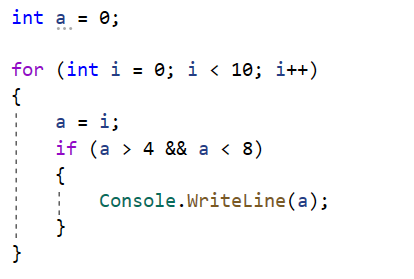 int a = 0;

for (int i = 0; i < 10; i++)
{
    a = i;
    if (a > 4 && a < 8)
    {
        Console.WriteLine(a);
    }
}